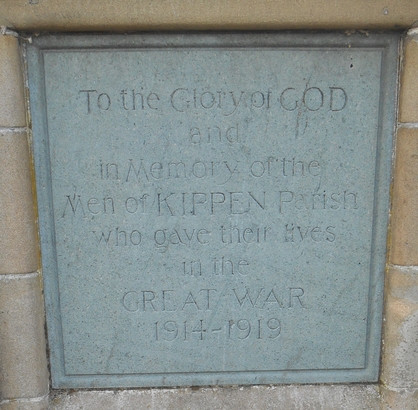 To the Glory of GOD
and
in Memory of the
Men of KIPPEN Parish
who gave their lives
in the
GREAT WAR
1914-1919